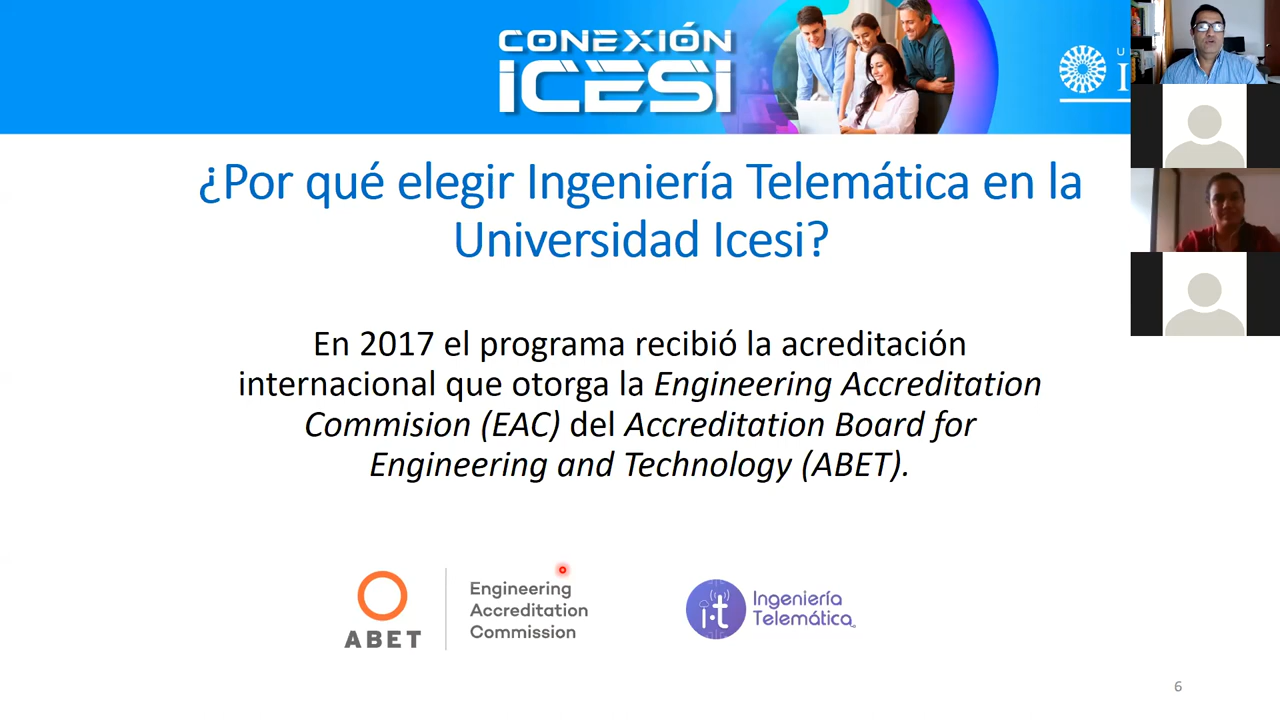 CONEXIÓN
ICESI
U
I
¿Por qué elegir Ingeniería Telemática en la
Universidad Icesi?
En 2017 el programa recibió la acreditación
internacional que otorga la Engineering Accreditation
Commision (EAC) del Accreditation Board for
Engineering and Technology (ABET).
ABET
Engineering
Accreditation
Commission
i.t
Ingeniería
Telemática
6